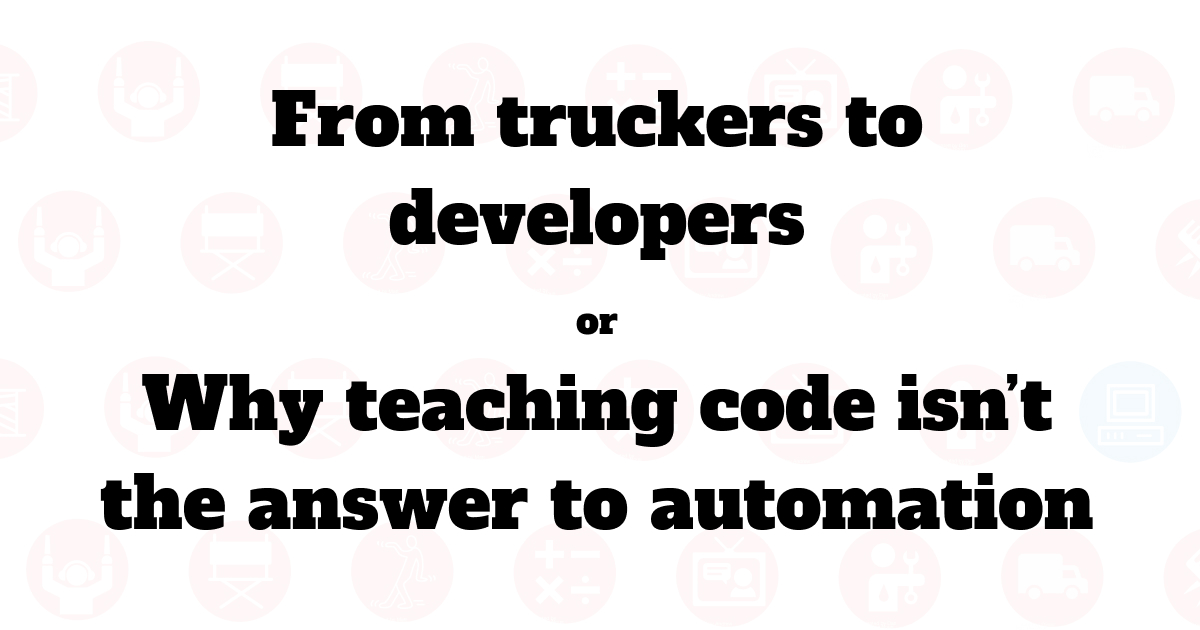 From truckers to
developers
or
Why teaching code isn’t
the answer to automation